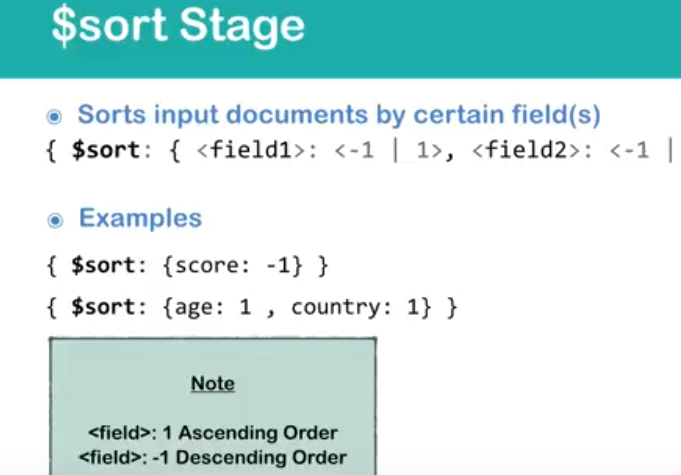 $sort Stage
Sorts input documents by certain field(s)
{ $sort: { <field1>: <-1 | 1>, <field2>: <-1 |
Examples
{ $sort: {score: -1} }
{ $sort: {age: 1 , country: 1} }
Note
<field>: 1 Ascending Order
<field>: -1 Descending Order